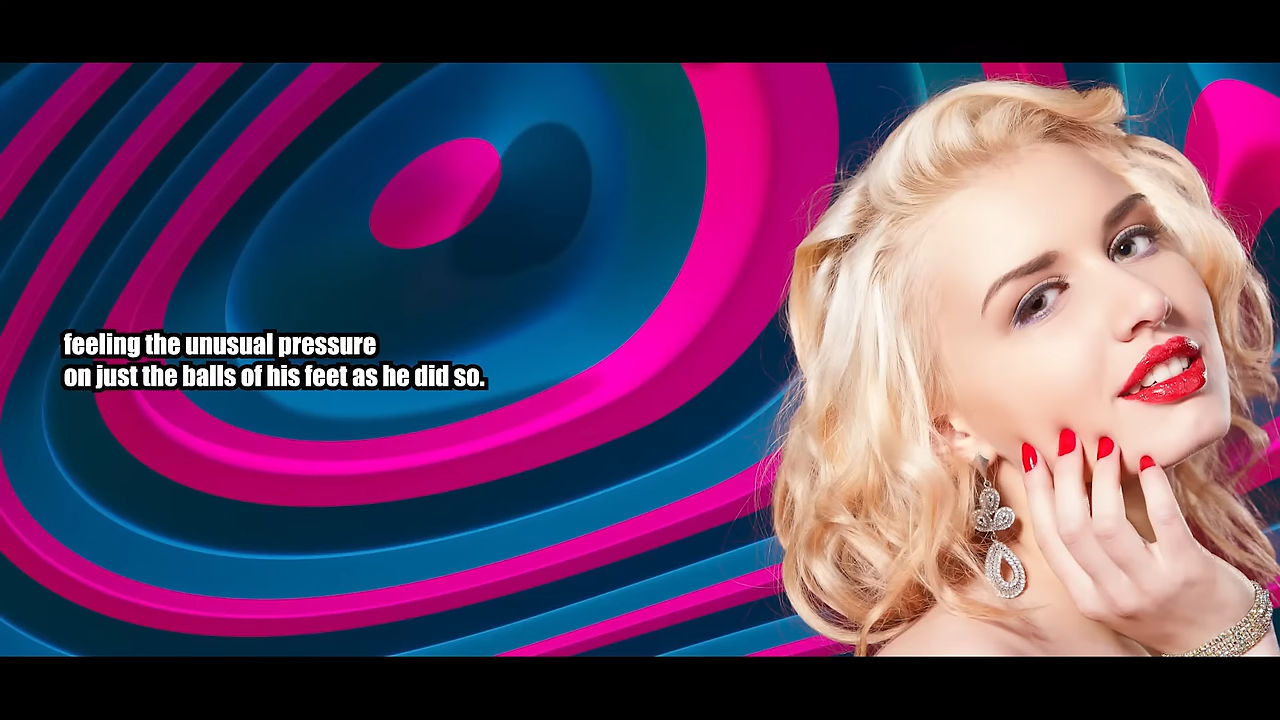 feeling the unusual pressure
on just the balls of his feet as he did so.